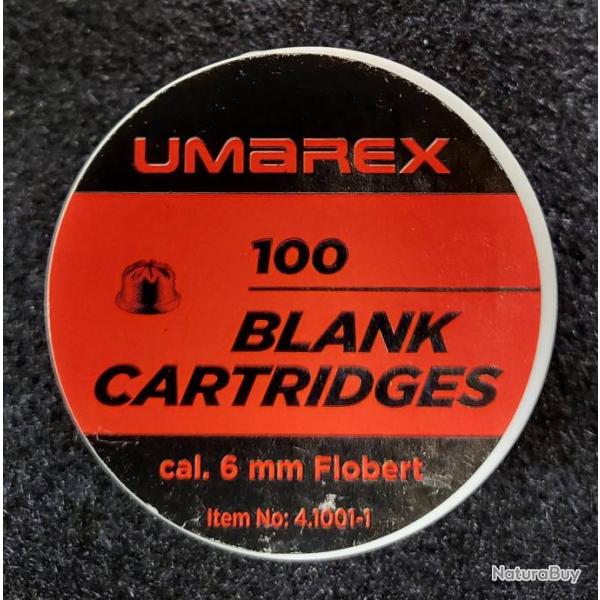 UMAREX
100
BLANK
CARTRIDGES
cal. 6 mm Flobert
Item No: 4.1001-1
NaturaBuy